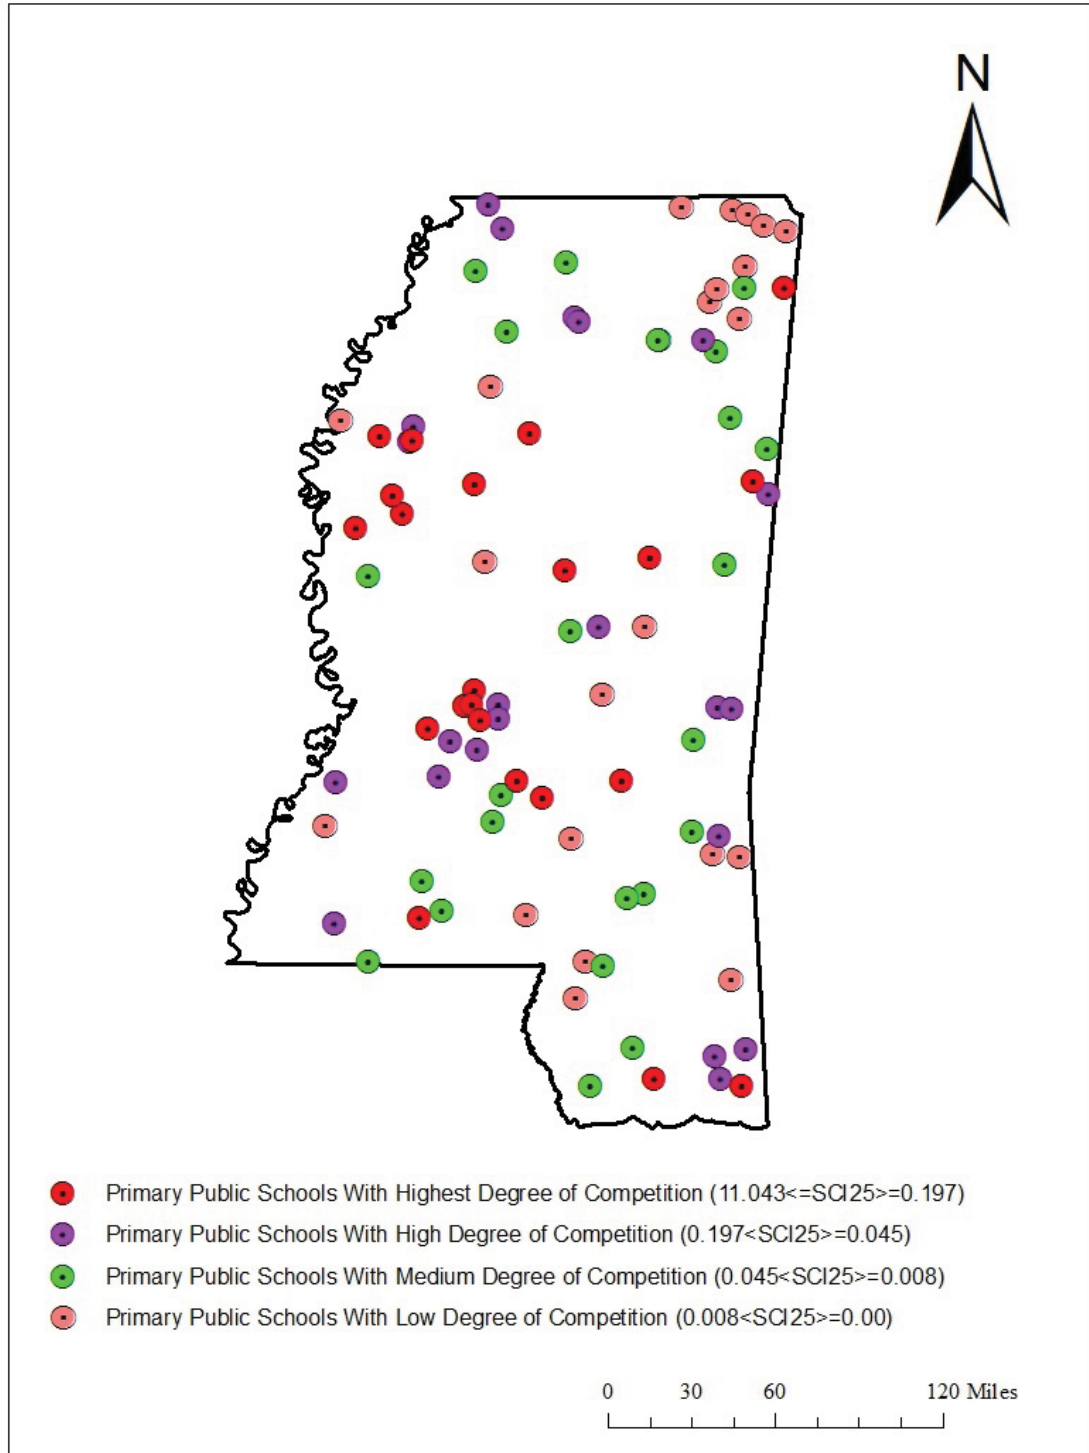 N
Primary Public Schools With Highest Degree of Competition (11.043<=SCI25>=0.197)
Primary Public Schools With High Degree of Competition (0.197<SCI25>=0.045)
Primary Public Schools With Medium Degree of Competition (0.045<SCI25>=0.008)
Primary Public Schools With Low Degree of Competition (0.008<SCI25>=0.00)
0 30 60 120 Miles